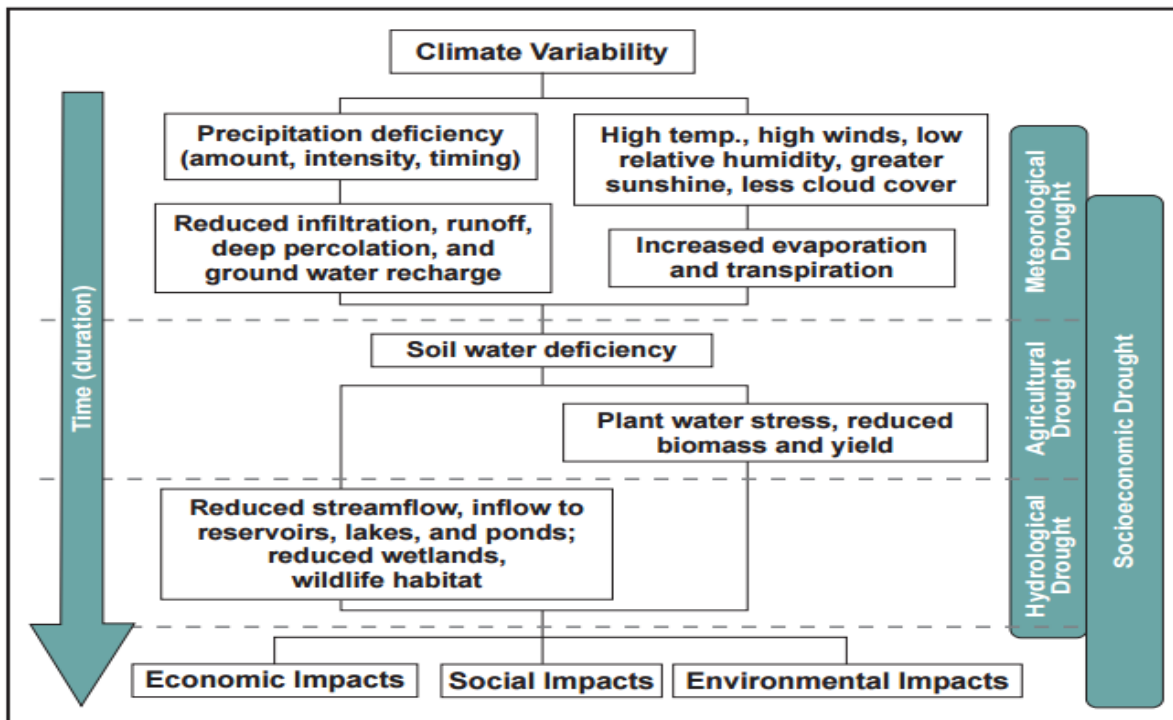 Climate Variability
Precipitation deficiency
(amount, intensity, timing)
High temp., high winds, low
relative humidity, greater
sunshine, less cloud cover
Reduced infiltration, runoff,
deep percolation, and
ground water recharge
Increased evaporation
and transpiration
Soil water deficiency
Plant water stress, reduced
biomass and yield
Reduced streamflow, inflow to
reservoirs, lakes, and ponds;
reduced wetlands,
wildlife habitat
Economic Impacts
Social Impacts
Environmental Impacts
Time (duration)
Meteorological
Drought
Agricultural
Drought
Hydrological
Drought
Socioeconomic Drought